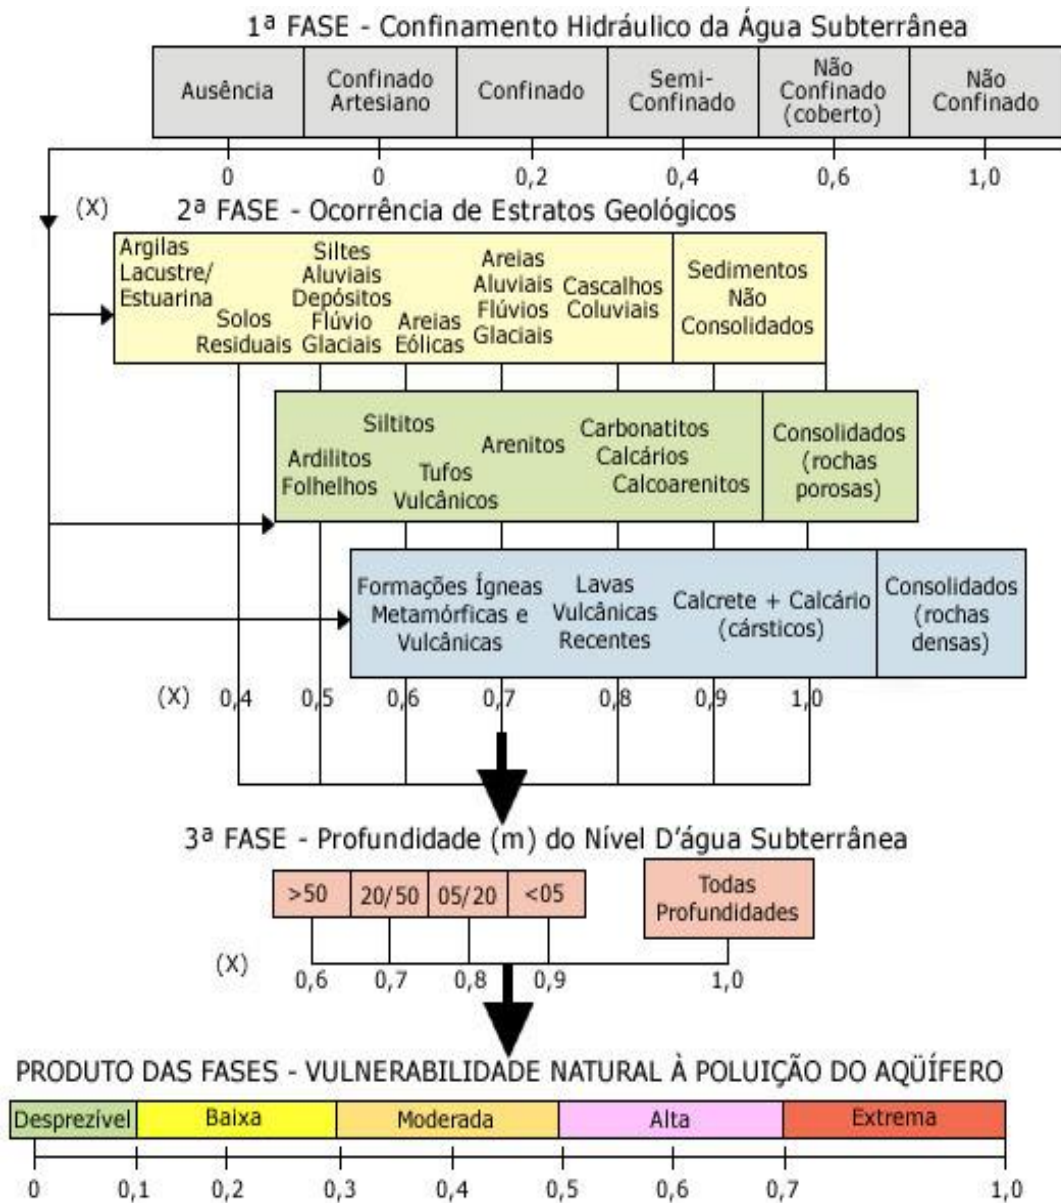 1ª FASE - Confinamento Hidráulico da Água Subterrânea
Ausência
Confinado
Artesiano
Confinado
Semi-
Confinado
Não
Confinado
(coberto)
Não
Confinado
0
0
0,2
0,4
0,6
1,0
(X)
2ª FASE - Ocorrência de Estratos Geológicos
Argilas
Lacustre/
Estuarina
Solos
Residuais
Siltes
Aluviais
Depósitos
Flúvio
Glaciais
Areias
Eólicas
Areias
Aluviais
Flúvios
Glaciais
Cascalhos
Coluviais
Sedimentos
Não
Consolidados
Ardilitos
Folhelhos
Siltitos
Tufos
Vulcânicos
Arenitos
Carbonatitos
Calcários
Calcoarenitos
Consolidados
(rochas
porosas)
Formações Ígneas
Metamórficas e
Vulcânicas
Lavas
Vulcânicas
Recentes
Calcrete + Calcário
(cársticos)
Consolidados
(rochas
densas)
(X)
0,4
0,5
0,6
0,7
0,8
0,9
1,0
3ª FASE - Profundidade (m) do Nível D'água Subterrânea
>50
20/50
05/20
<05
Todas
Profundidades
(X)
0,6
0,7
0,8
0,9
1,0
PRODUTO DAS FASES - VULNERABILIDADE NATURAL À POLUIÇÃO DO AQÜÍFERO
Desprezível
Baixa
Moderada
Alta
Extrema
0
0,1
0,2
0,3
0,4
0,5
0,6
0,7
1,0